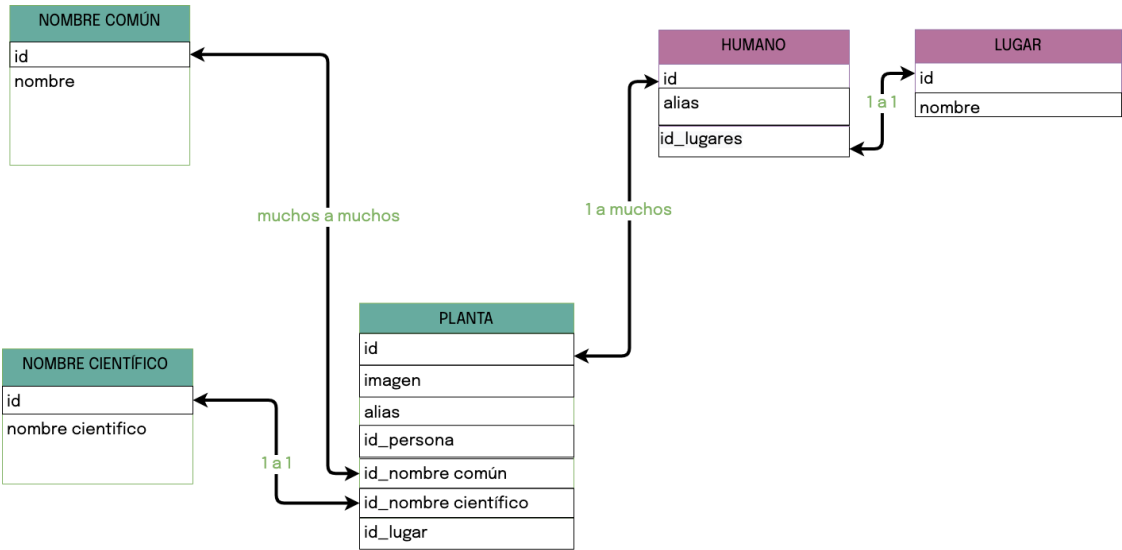 NOMBRE COMÚN
id
nombre
HUMANO
id
alias
id_lugares
1 a 1
LUGAR
id
nombre
muchos a muchos
1 a muchos
PLANTA
id
imagen
alias
id_persona
id_nombre común
id_nombre científico
id_lugar
NOMBRE CIENTÍFICO
id
nombre cientifico
1 a 1